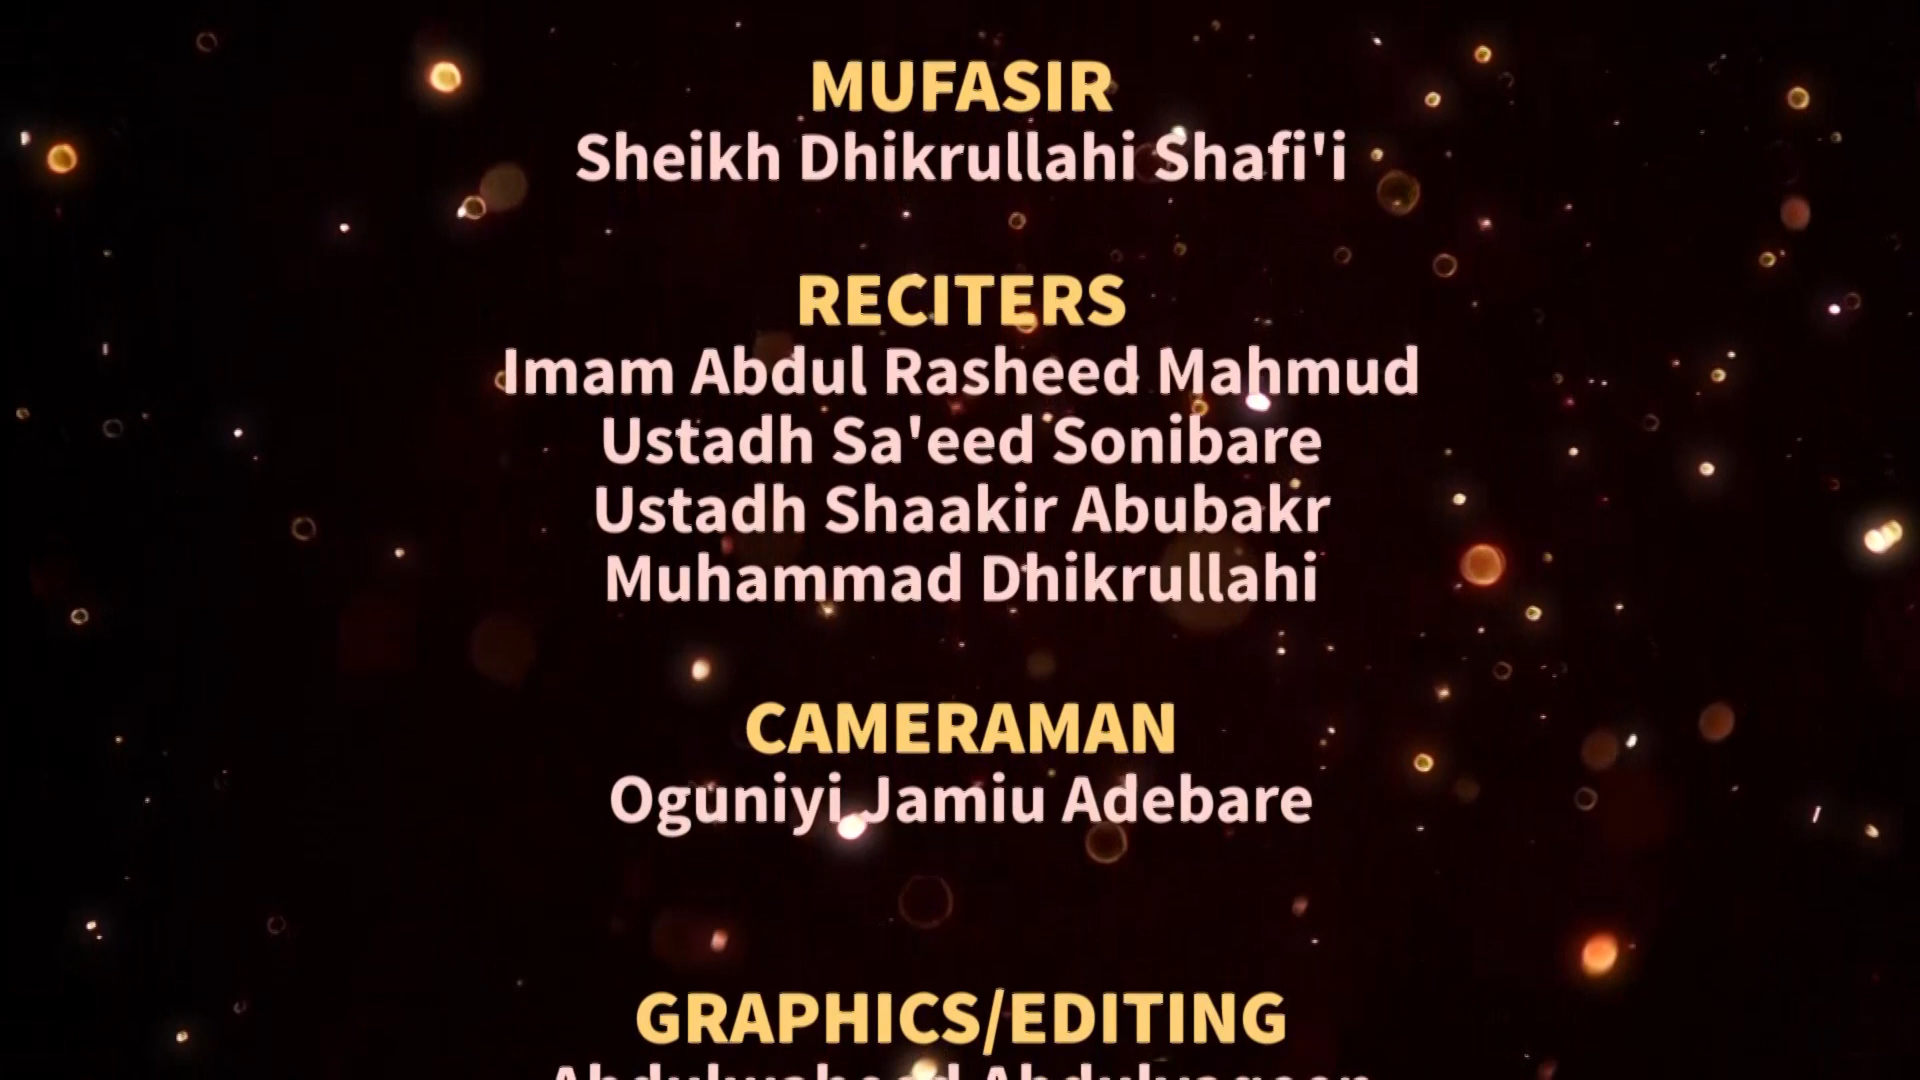 MUFASIR
Sheikh Dhikrullahi Shafi'i
RECITERS
Imam Abdul Rasheed Mahmud
Ustadh Sa'eed Sonibare
Ustadh Shaakir Abubakr
Muhammad Dhikrullahi
CAMERAMAN
Oguniyi Jamiu Adebare
GRAPHICS/EDITING